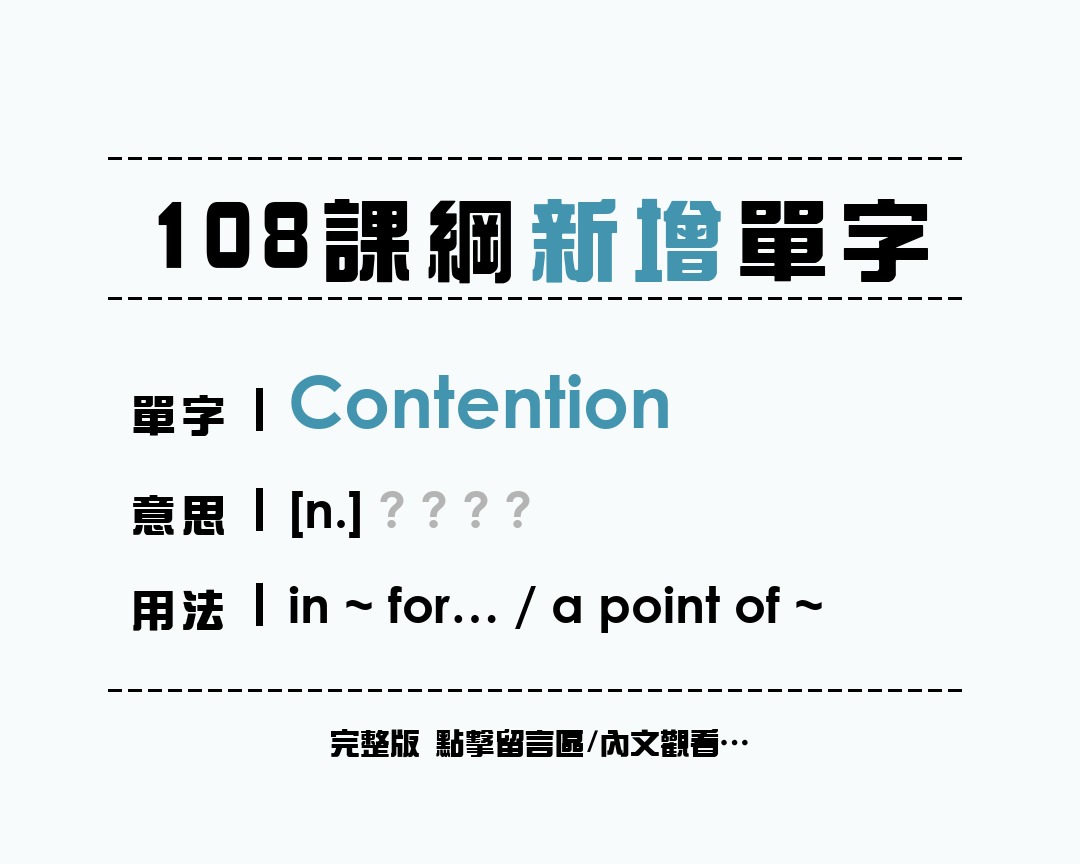 108課綱新增單字
單字 | Contention
意思 | [n.] ? ? ? ?
用法 | in ~ for… / a point of ~
完整版 點擊留言區/內文觀看…